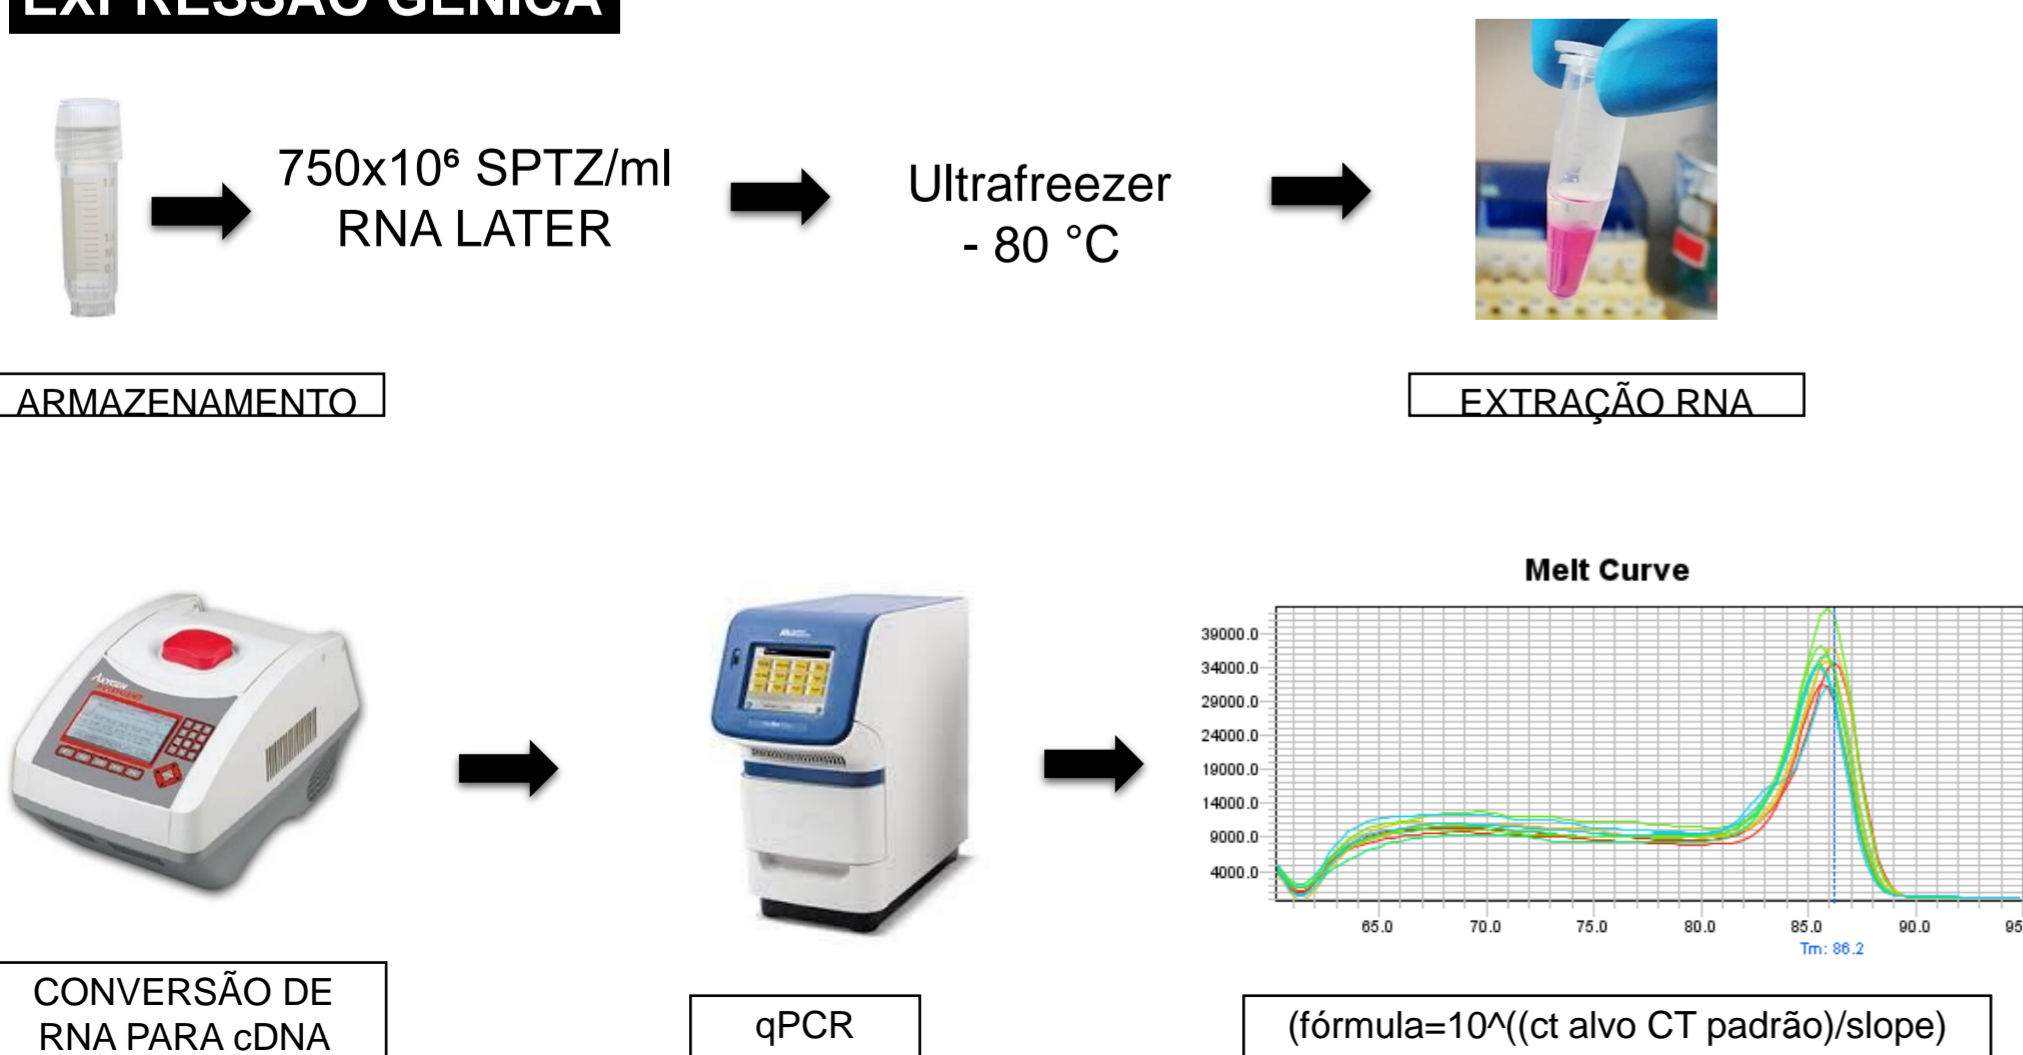 EXPRESSÃO GÊNICA
750x10⁶ SPTZ/ml
RNA LATER
Ultrafreezer
- 80 °C
ARMAZENAMENTO
EXTRAÇÃO RNA
Melt Curve
39000.0
34000.0
29000.0
24000.0
19000.0
14000.0
9000.0
4000.0
65.0 70.0 75.0 80.0 85.0 90.0 95
Tm: 86.2
AXYGEN
CONVERSÃO DE
RNA PARA cDNA
qPCR
(fórmula=10^((ct alvo CT padrão)/slope)